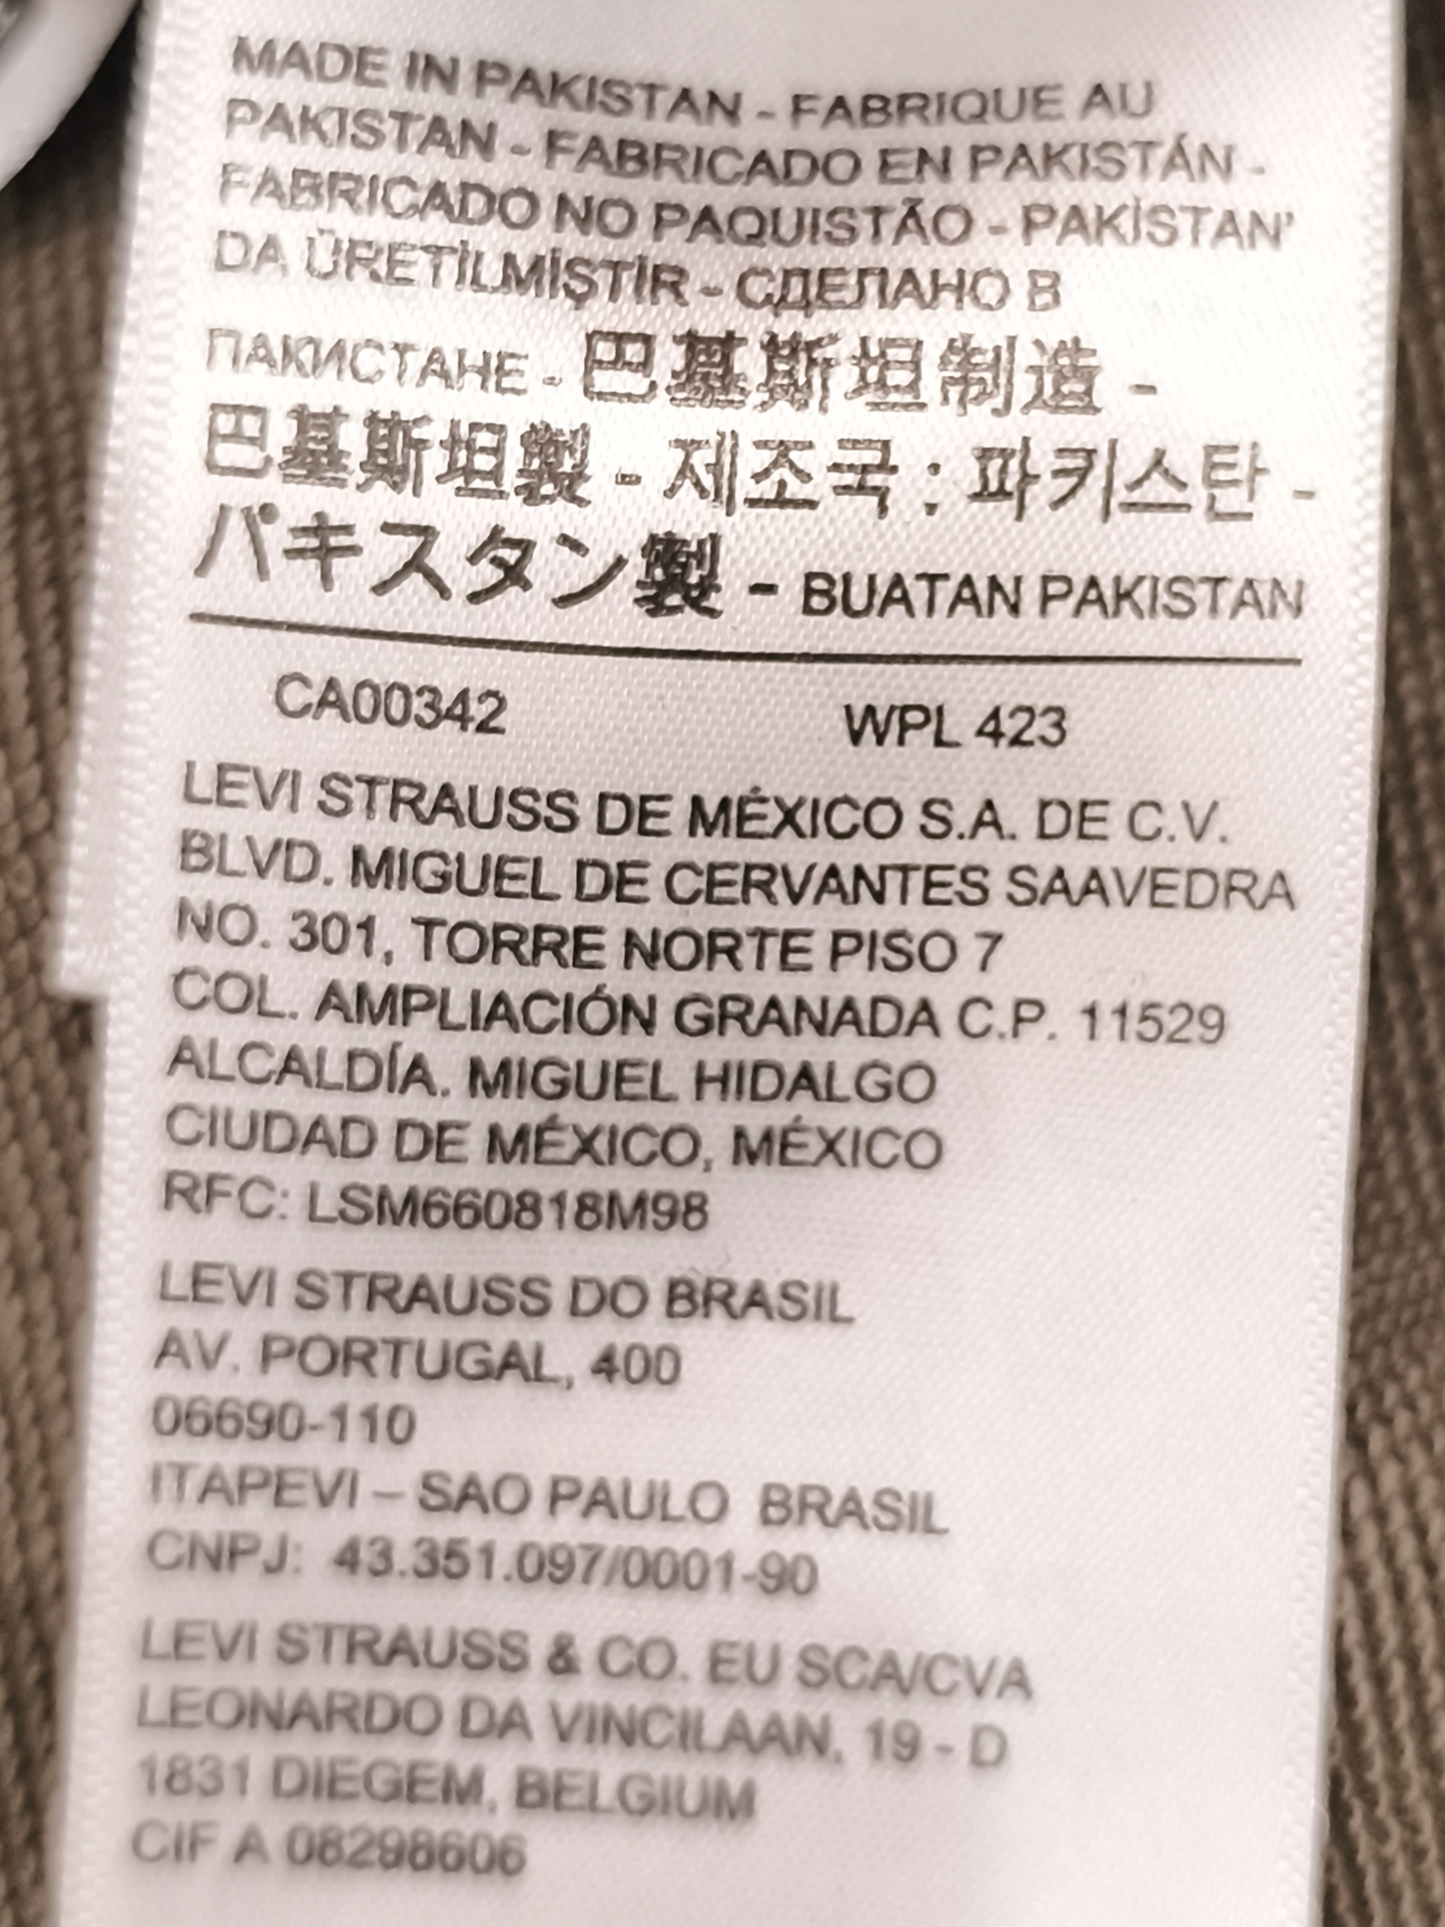 MADE IN PAKISTAN - FABRIQUE AU
PAKISTAN - FABRICADO EN PAKISTÁN -
FABRICADO NO PAQUISTÃO - PAKİSTAN'
DA ÜRETİLMİŞTİR - СДЕЛАНО В
ПАКИСТАНЕ - 巴基斯坦制造 -
巴基斯坦製 - 제조국 : 파키스탄 -
パキスタン製 - BUATAN PAKISTAN
CA00342 WPL 423
LEVI STRAUSS DE MÉXICO S.A. DE C.V.
BLVD. MIGUEL DE CERVANTES SAAVEDRA
NO. 301, TORRE NORTE PISO 7
COL. AMPLIACIÓN GRANADA C.P. 11529
ALCALDÍA. MIGUEL HIDALGO
CIUDAD DE MÉXICO, MÉXICO
RFC: LSM660818M98
LEVI STRAUSS DO BRASIL
AV. PORTUGAL, 400
06690-110
ITAPEVI – SAO PAULO BRASIL
CNPJ: 43.351.097/0001-90
LEVI STRAUSS & CO. EU SCA/CVA
LEONARDO DA VINCILAAN, 19 - D
1831 DIEGEM, BELGIUM
CIF A 08298606